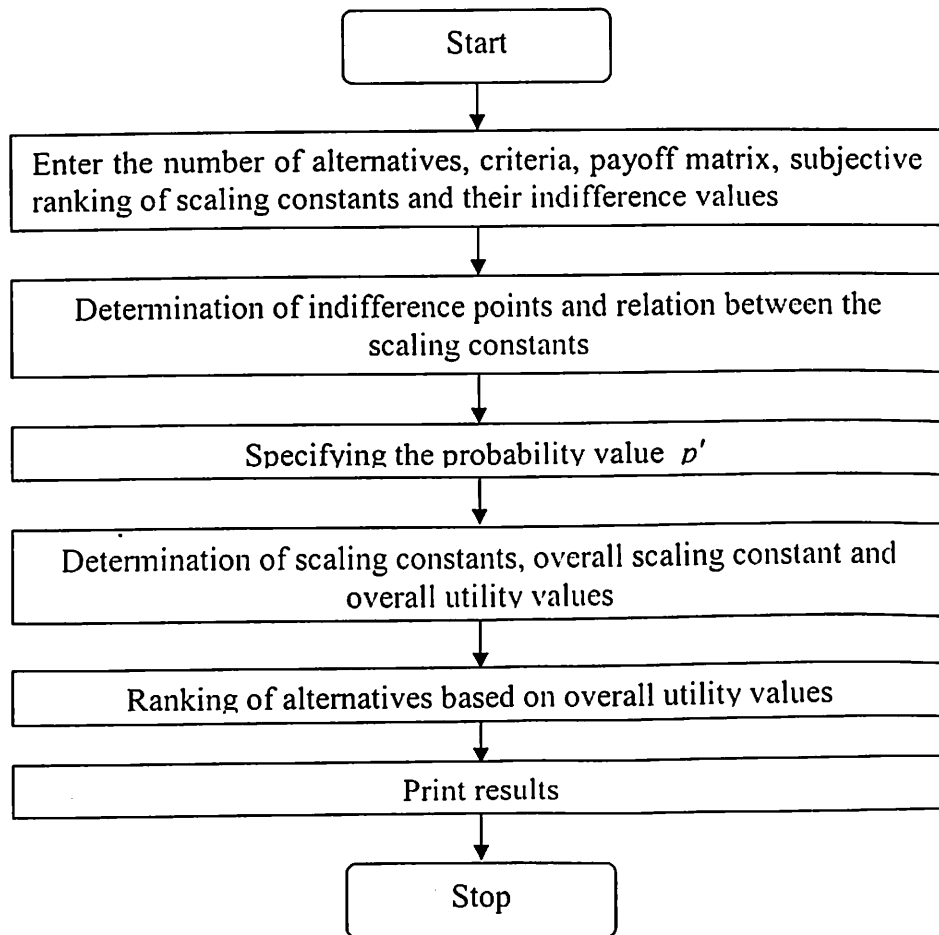 Start
Enter the number of alternatives, criteria, payoff matrix, subjective
ranking of scaling constants and their indifference values
Determination of indifference points and relation between the
scaling constants
Specifying the probability value p′
Determination of scaling constants, overall scaling constant and
overall utility values
Ranking of alternatives based on overall utility values
Print results
Stop